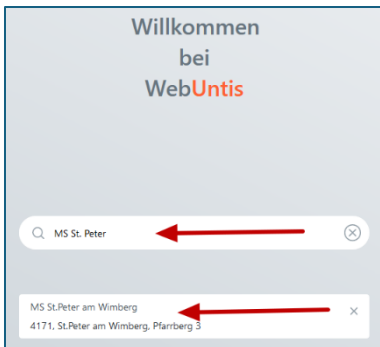 Willkommen
bei
WebUntis
MS St. Peter
MS St.Peter am Wimberg
4171, St.Peter am Wimberg, Pfarrberg 3